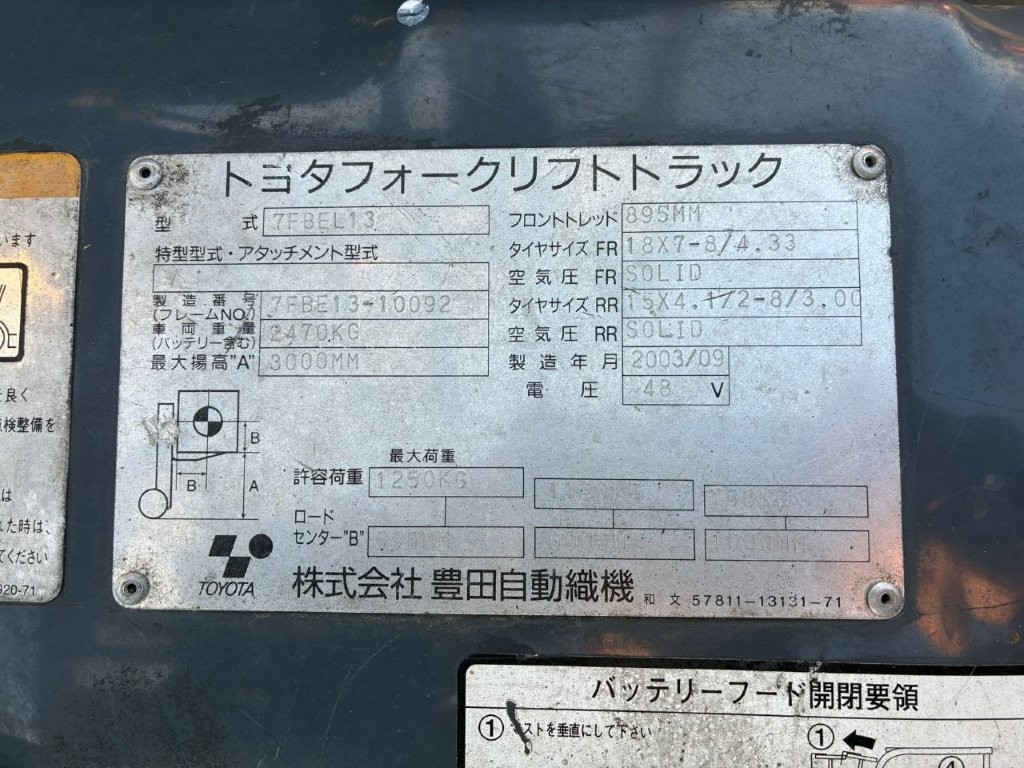 トヨタフォークリフトトラック
型式 7FBEL13
特型型式・アタッチメント型式
製造番号 (フレームNO.) 7FBE13-10092
車両重量 (バッテリー含む) 2470KG
最大揚高"A" 3000MM
フロントトレッド 895MM
タイヤサイズ FR 18X7-8/4.33
空気圧 FR SOLID
タイヤサイズ RR 15X4.1/2-8/3.00
空気圧 RR SOLID
製造年月 2003/09
電圧 48 V
B
B
A
最大荷重
許容荷重 1250KG
ロード
センター"B"
TOYOTA
株式会社 豊田自動織機 和文 57811-13131-71
います
を良く
点検整備を
は
れた時は、
てください
920-71
バッテリーフード開閉要領
① ストを垂直にして下さい
①
④